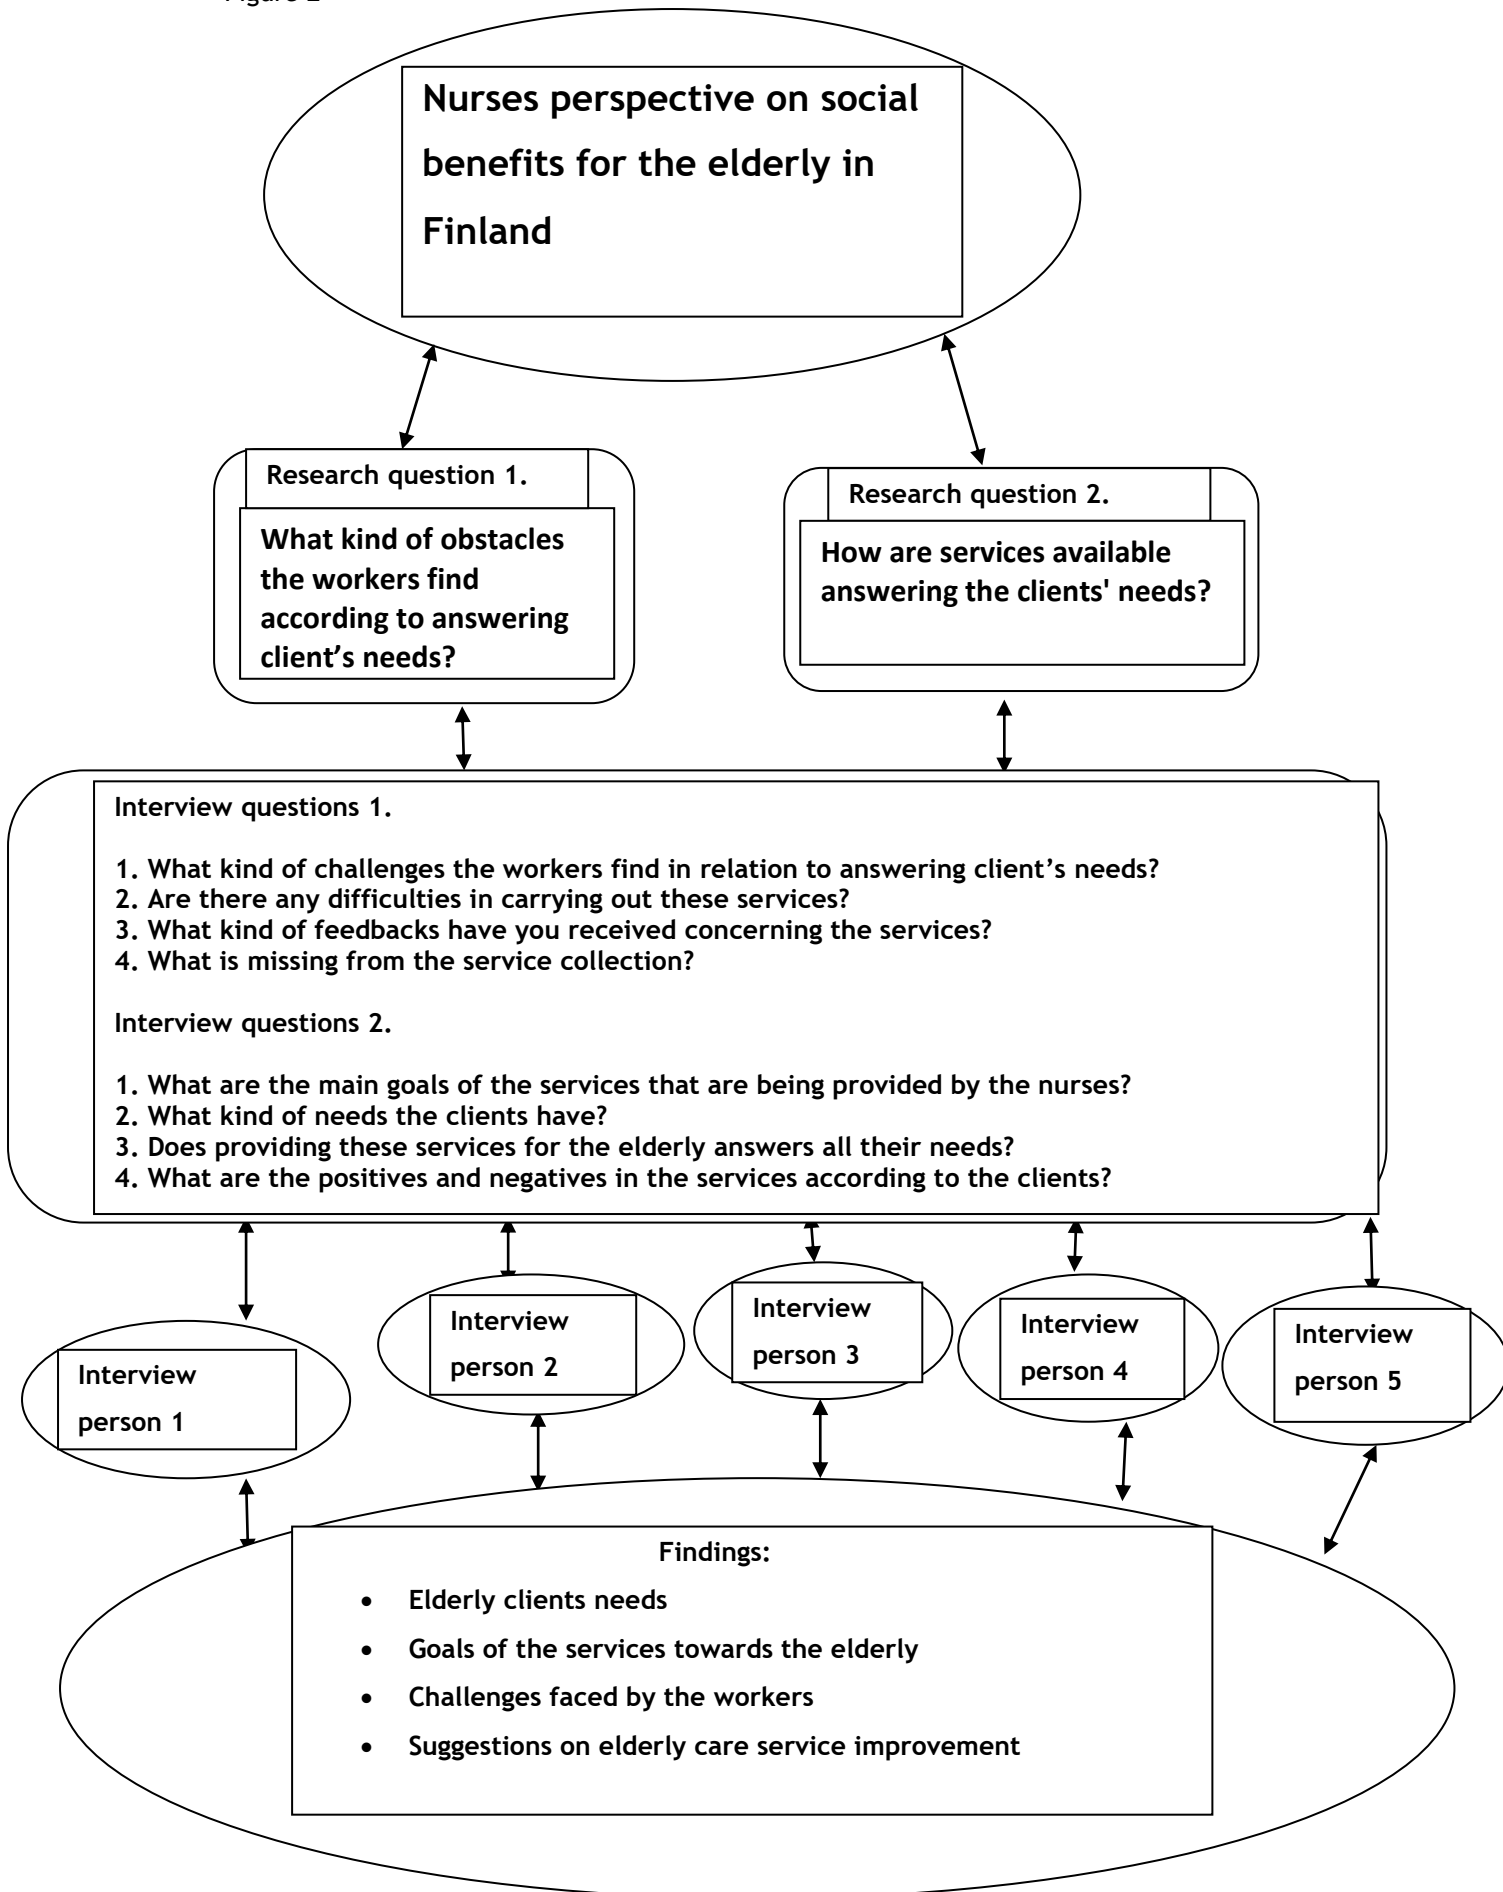 Nurses perspective on social
benefits for the elderly in
Finland
Research question 1.
What kind of obstacles
the workers find
according to answering
client’s needs?
Research question 2.
How are services available
answering the clients' needs?
Interview questions 1.
1. What kind of challenges the workers find in relation to answering client’s needs?
2. Are there any difficulties in carrying out these services?
3. What kind of feedbacks have you received concerning the services?
4. What is missing from the service collection?
Interview questions 2.
1. What are the main goals of the services that are being provided by the nurses?
2. What kind of needs the clients have?
3. Does providing these services for the elderly answers all their needs?
4. What are the positives and negatives in the services according to the clients?
Interview
person 1
Interview
person 2
Interview
person 3
Interview
person 4
Interview
person 5
Findings:
• Elderly clients needs
• Goals of the services towards the elderly
• Challenges faced by the workers
• Suggestions on elderly care service improvement